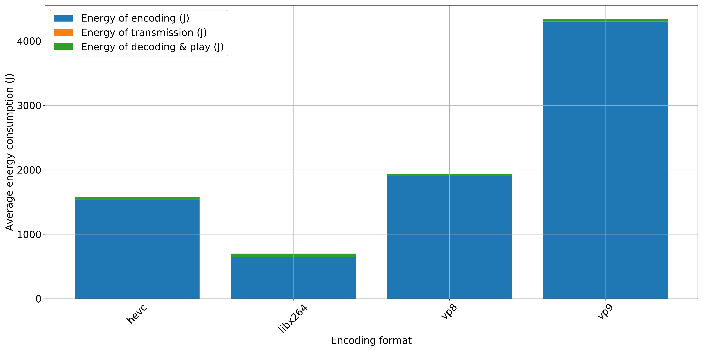 Energy of encoding (J)
Energy of transmission (J)
Energy of decoding & play (J)
Average energy consumption (J)
4000
3000
2000
1000
0
hevc
libx264
vp8
vp9
Encoding format